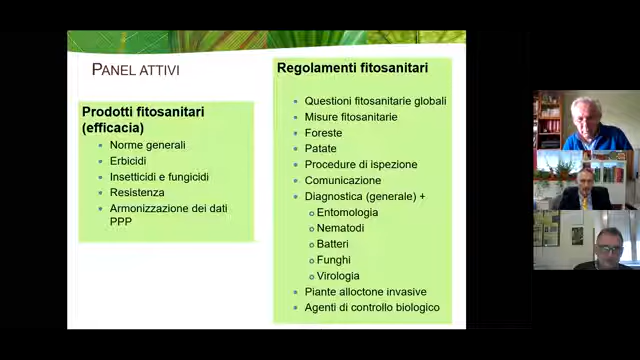 PANEL ATTIVI
Prodotti fitosanitari
(efficacia)
• Norme generali
• Erbicidi
• Insetticidi e fungicidi
• Resistenza
• Armonizzazione dei dati
PPP
Regolamenti fitosanitari
• Questioni fitosanitarie globali
• Misure fitosanitarie
• Foreste
• Patate
• Procedure di ispezione
• Comunicazione
• Diagnostica (generale) +
o Entomologia
o Nematodi
o Batteri
o Funghi
o Virologia
• Piante alloctone invasive
• Agenti di controllo biologico